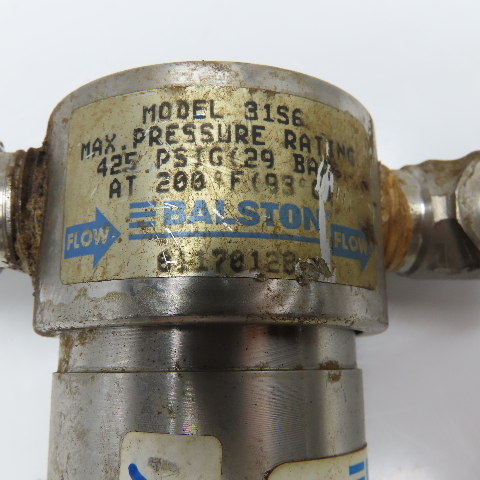 MODEL 31S6
MAX. PRESSURE RATING
425 PSIG (29 BAR)
AT 200°F (93°
BALSTON
FLOW
FLOW